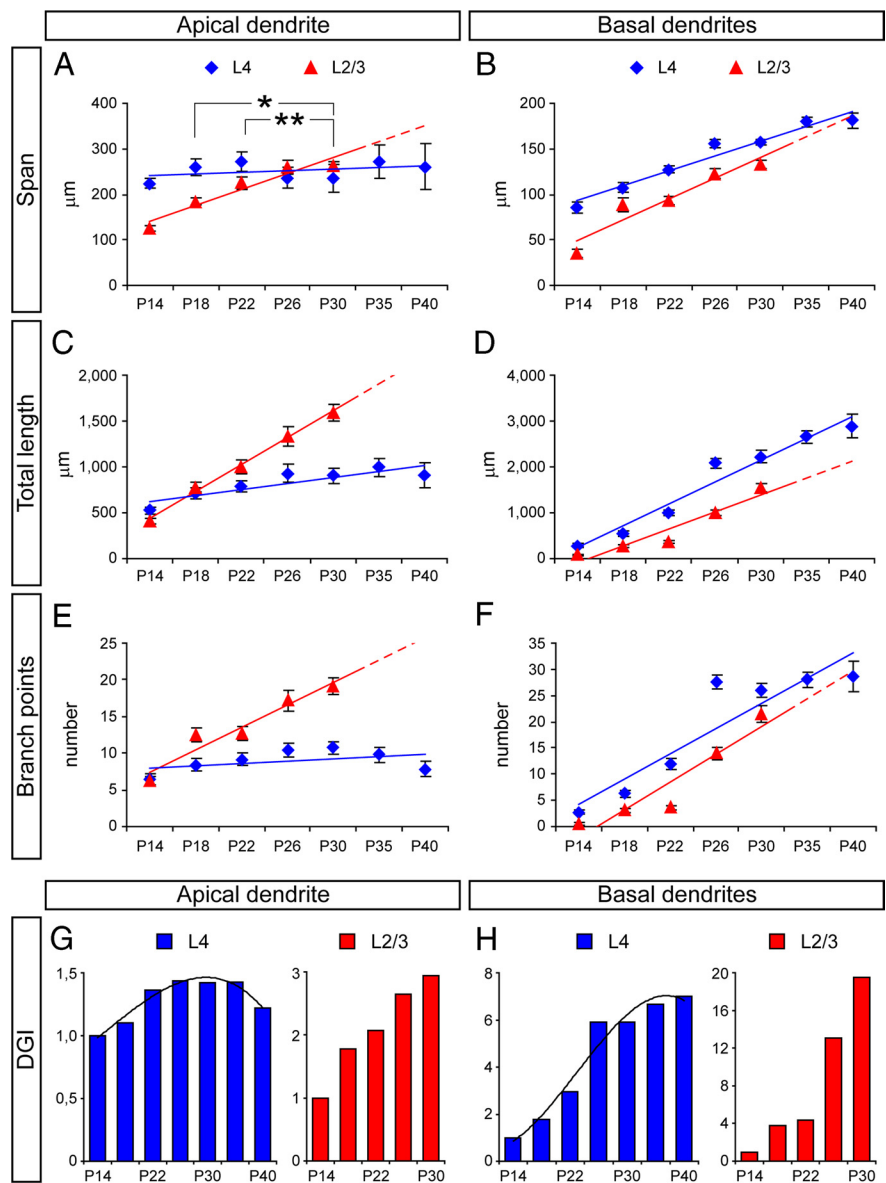 Apical dendrite
Basal dendrites
Span
A
L4
L2/3
*
**
400
300
200
100
0
µm
P14 P18 P22 P26 P30 P35 P40
B
L4
L2/3
200
150
100
50
0
µm
P14 P18 P22 P26 P30 P35 P40
Total length
C
2,000
1,500
1,000
500
0
µm
P14 P18 P22 P26 P30 P35 P40
D
4,000
3,000
2,000
1,000
0
µm
P14 P18 P22 P26 P30 P35 P40
Branch points
E
25
20
15
10
5
0
number
P14 P18 P22 P26 P30 P35 P40
F
35
30
25
20
15
10
5
0
number
P14 P18 P22 P26 P30 P35 P40
Apical dendrite
Basal dendrites
DGI
G
L4
L2/3
1,5
1,0
0,5
0
P14 P22 P30 P40
3
2
1
0
P14 P22 P30
H
L4
L2/3
8
6
4
2
0
P14 P22 P30 P40
20
16
12
8
4
0
P14 P22 P30